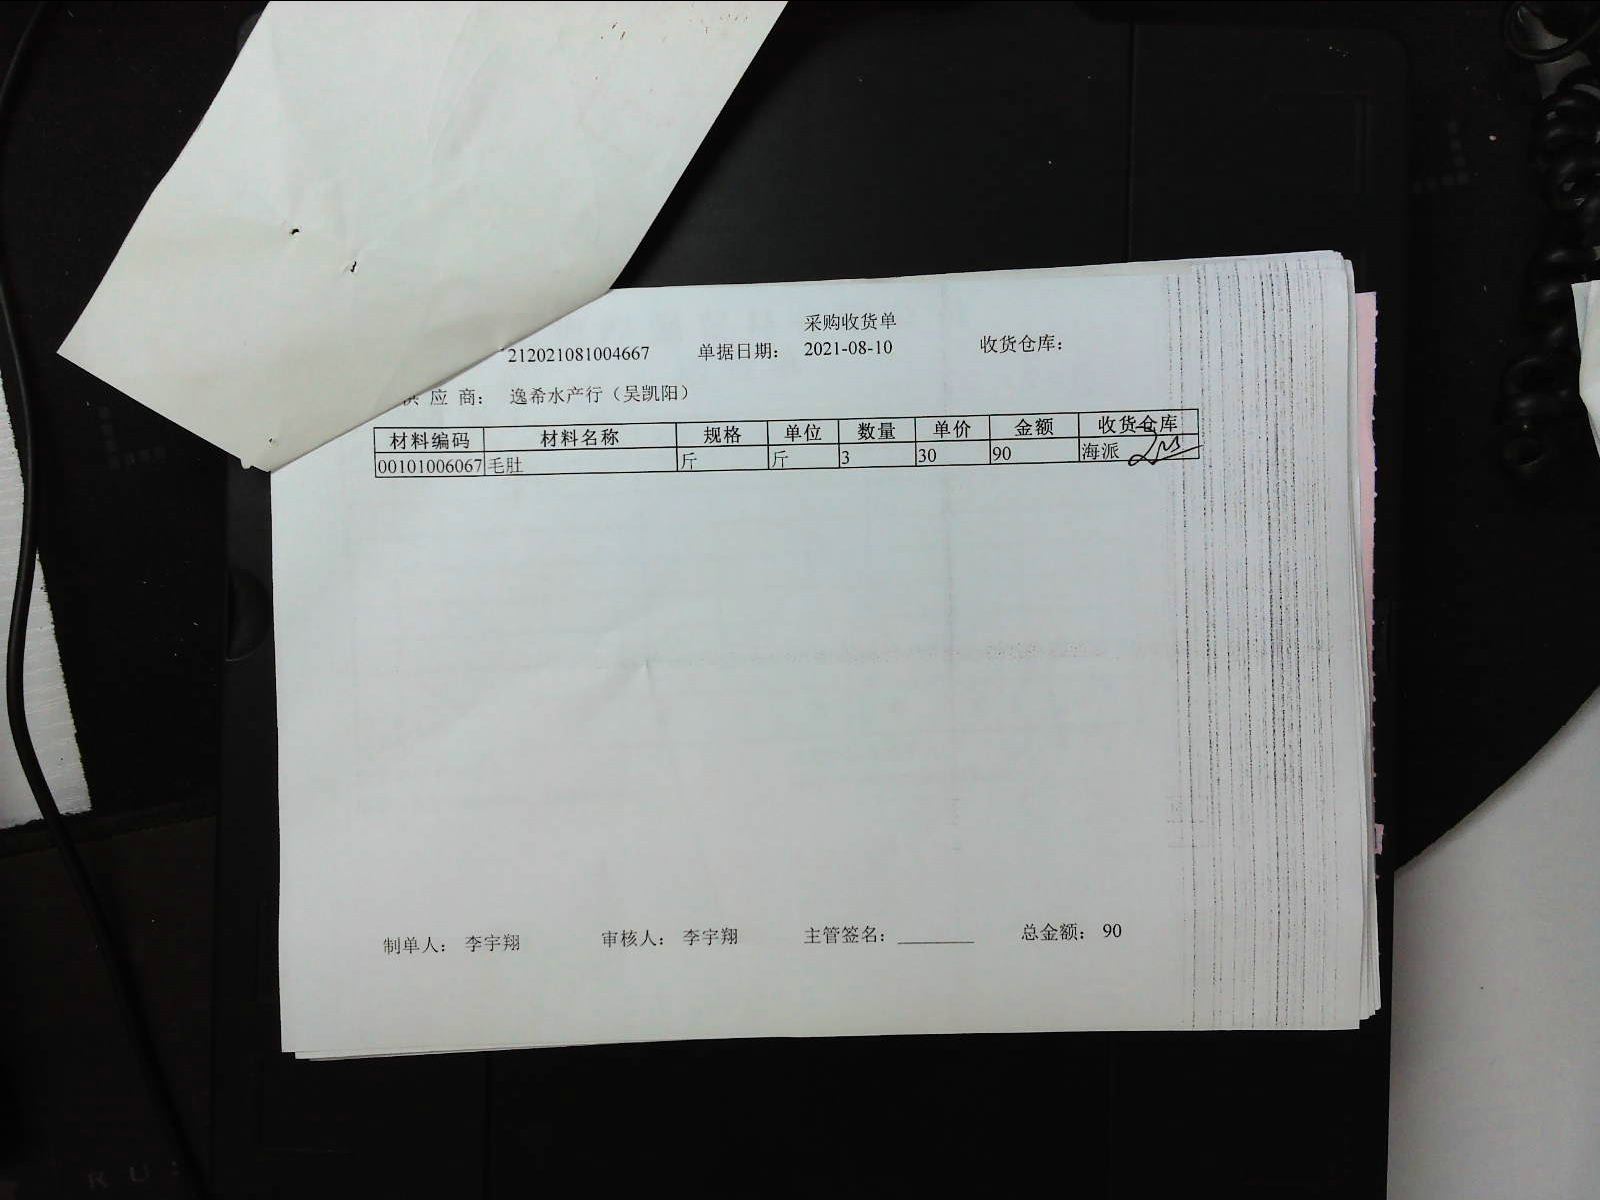 采购收货单
212021081004667 单据日期： 2021-08-10 收货仓库：
供 应 商： 逸希水产行（吴凯阳）
材料编码 材料名称 规格 单位 数量 单价 金额 收货仓库
00101006067 毛肚 斤 斤 3 30 90 海派
制单人： 李宇翔 审核人： 李宇翔 主管签名： ________ 总金额： 90